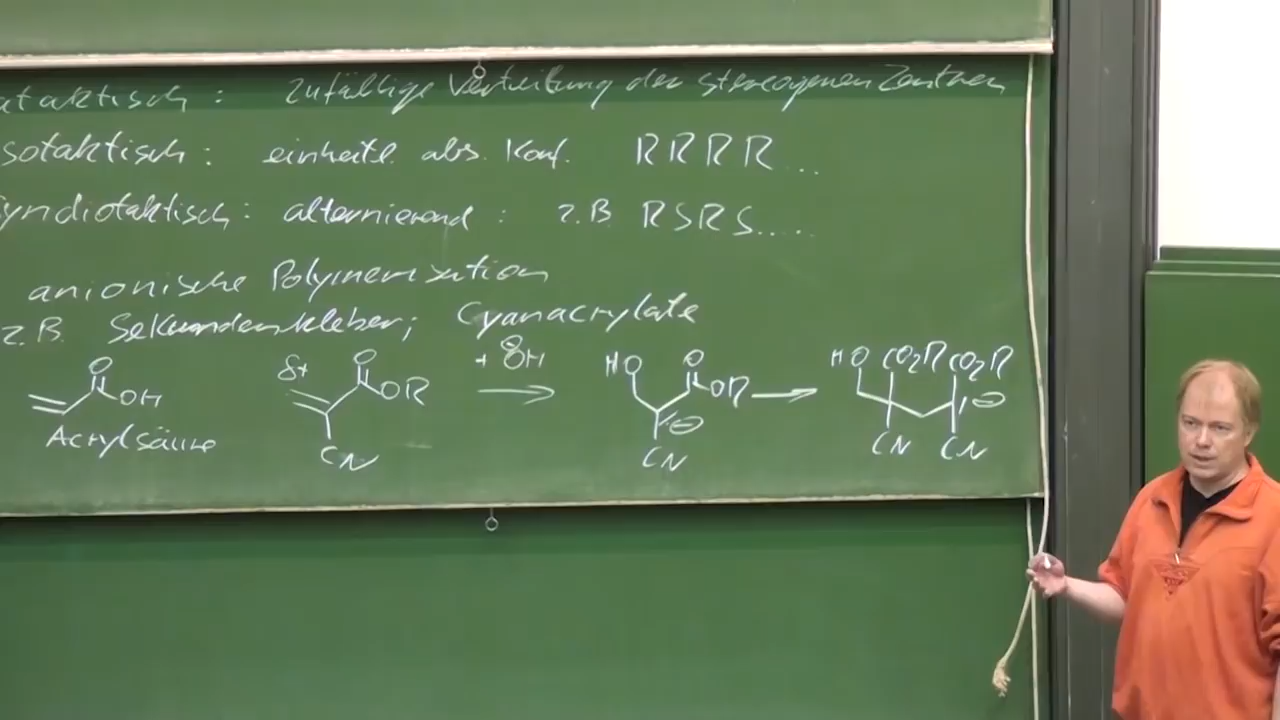 ataktisch : zufällige Verteilung der stereogenen Zentren
sotaktisch : einheitl. abs. Konf. R R R R ...
syndiotaktisch : alternierend : z.B R S R S .....
anionische Polymerisation
z.B. Sekundenkleber; Cyanacrylate
O δ+ O + ⊖OH HO O HO CO2R CO2R
OH OR OR ⊖ ⊖
Acrylsäure CN CN CN CN